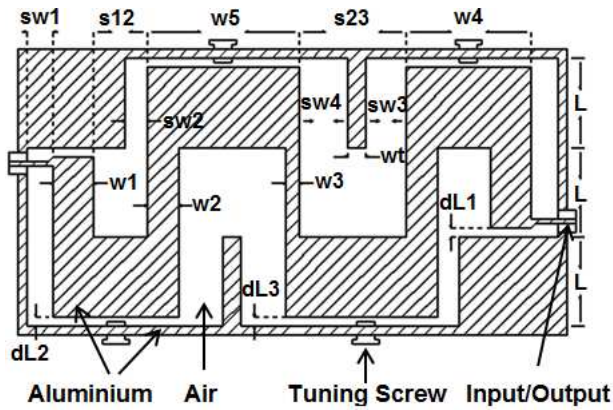 sw1 s12 w5 s23 w4
sw4 sw3 L
sw2
wt
w1 w3 L
w2 dL1
dL3 L
dL2
Aluminium Air Tuning Screw Input/Output